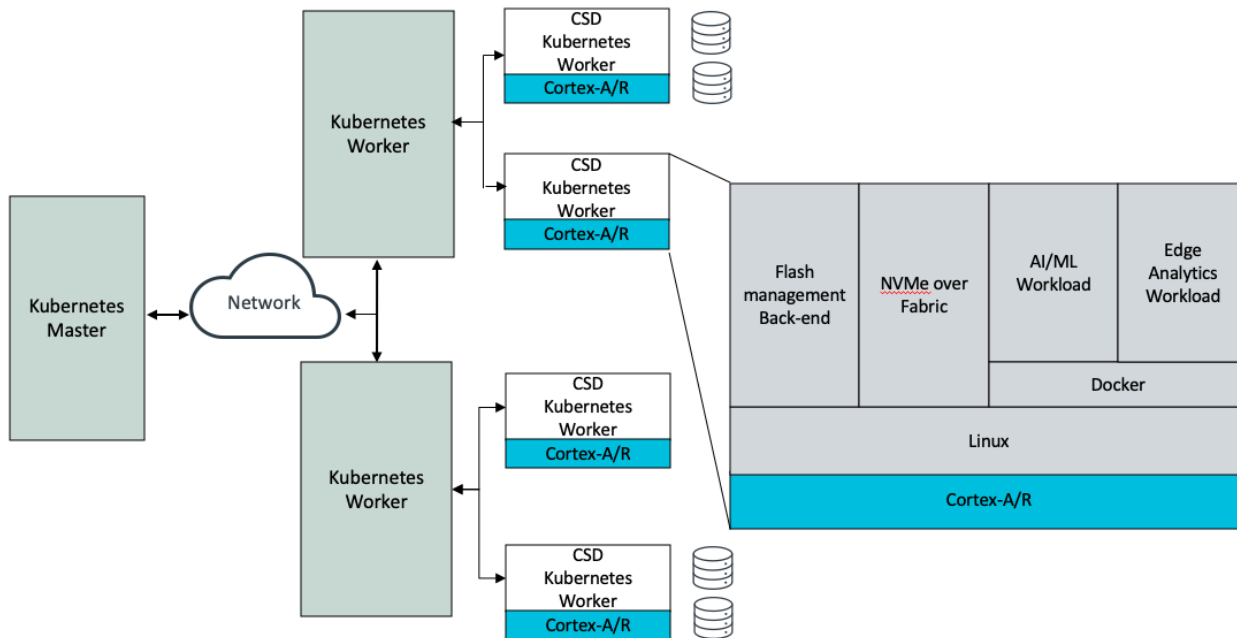 Kubernetes
Master
Network
Kubernetes
Worker
Kubernetes
Worker
CSD
Kubernetes
Worker
Cortex-A/R
CSD
Kubernetes
Worker
Cortex-A/R
CSD
Kubernetes
Worker
Cortex-A/R
CSD
Kubernetes
Worker
Cortex-A/R
Flash
management
Back-end
NVMe over
Fabric
AI/ML
Workload
Edge
Analytics
Workload
Docker
Linux
Cortex-A/R